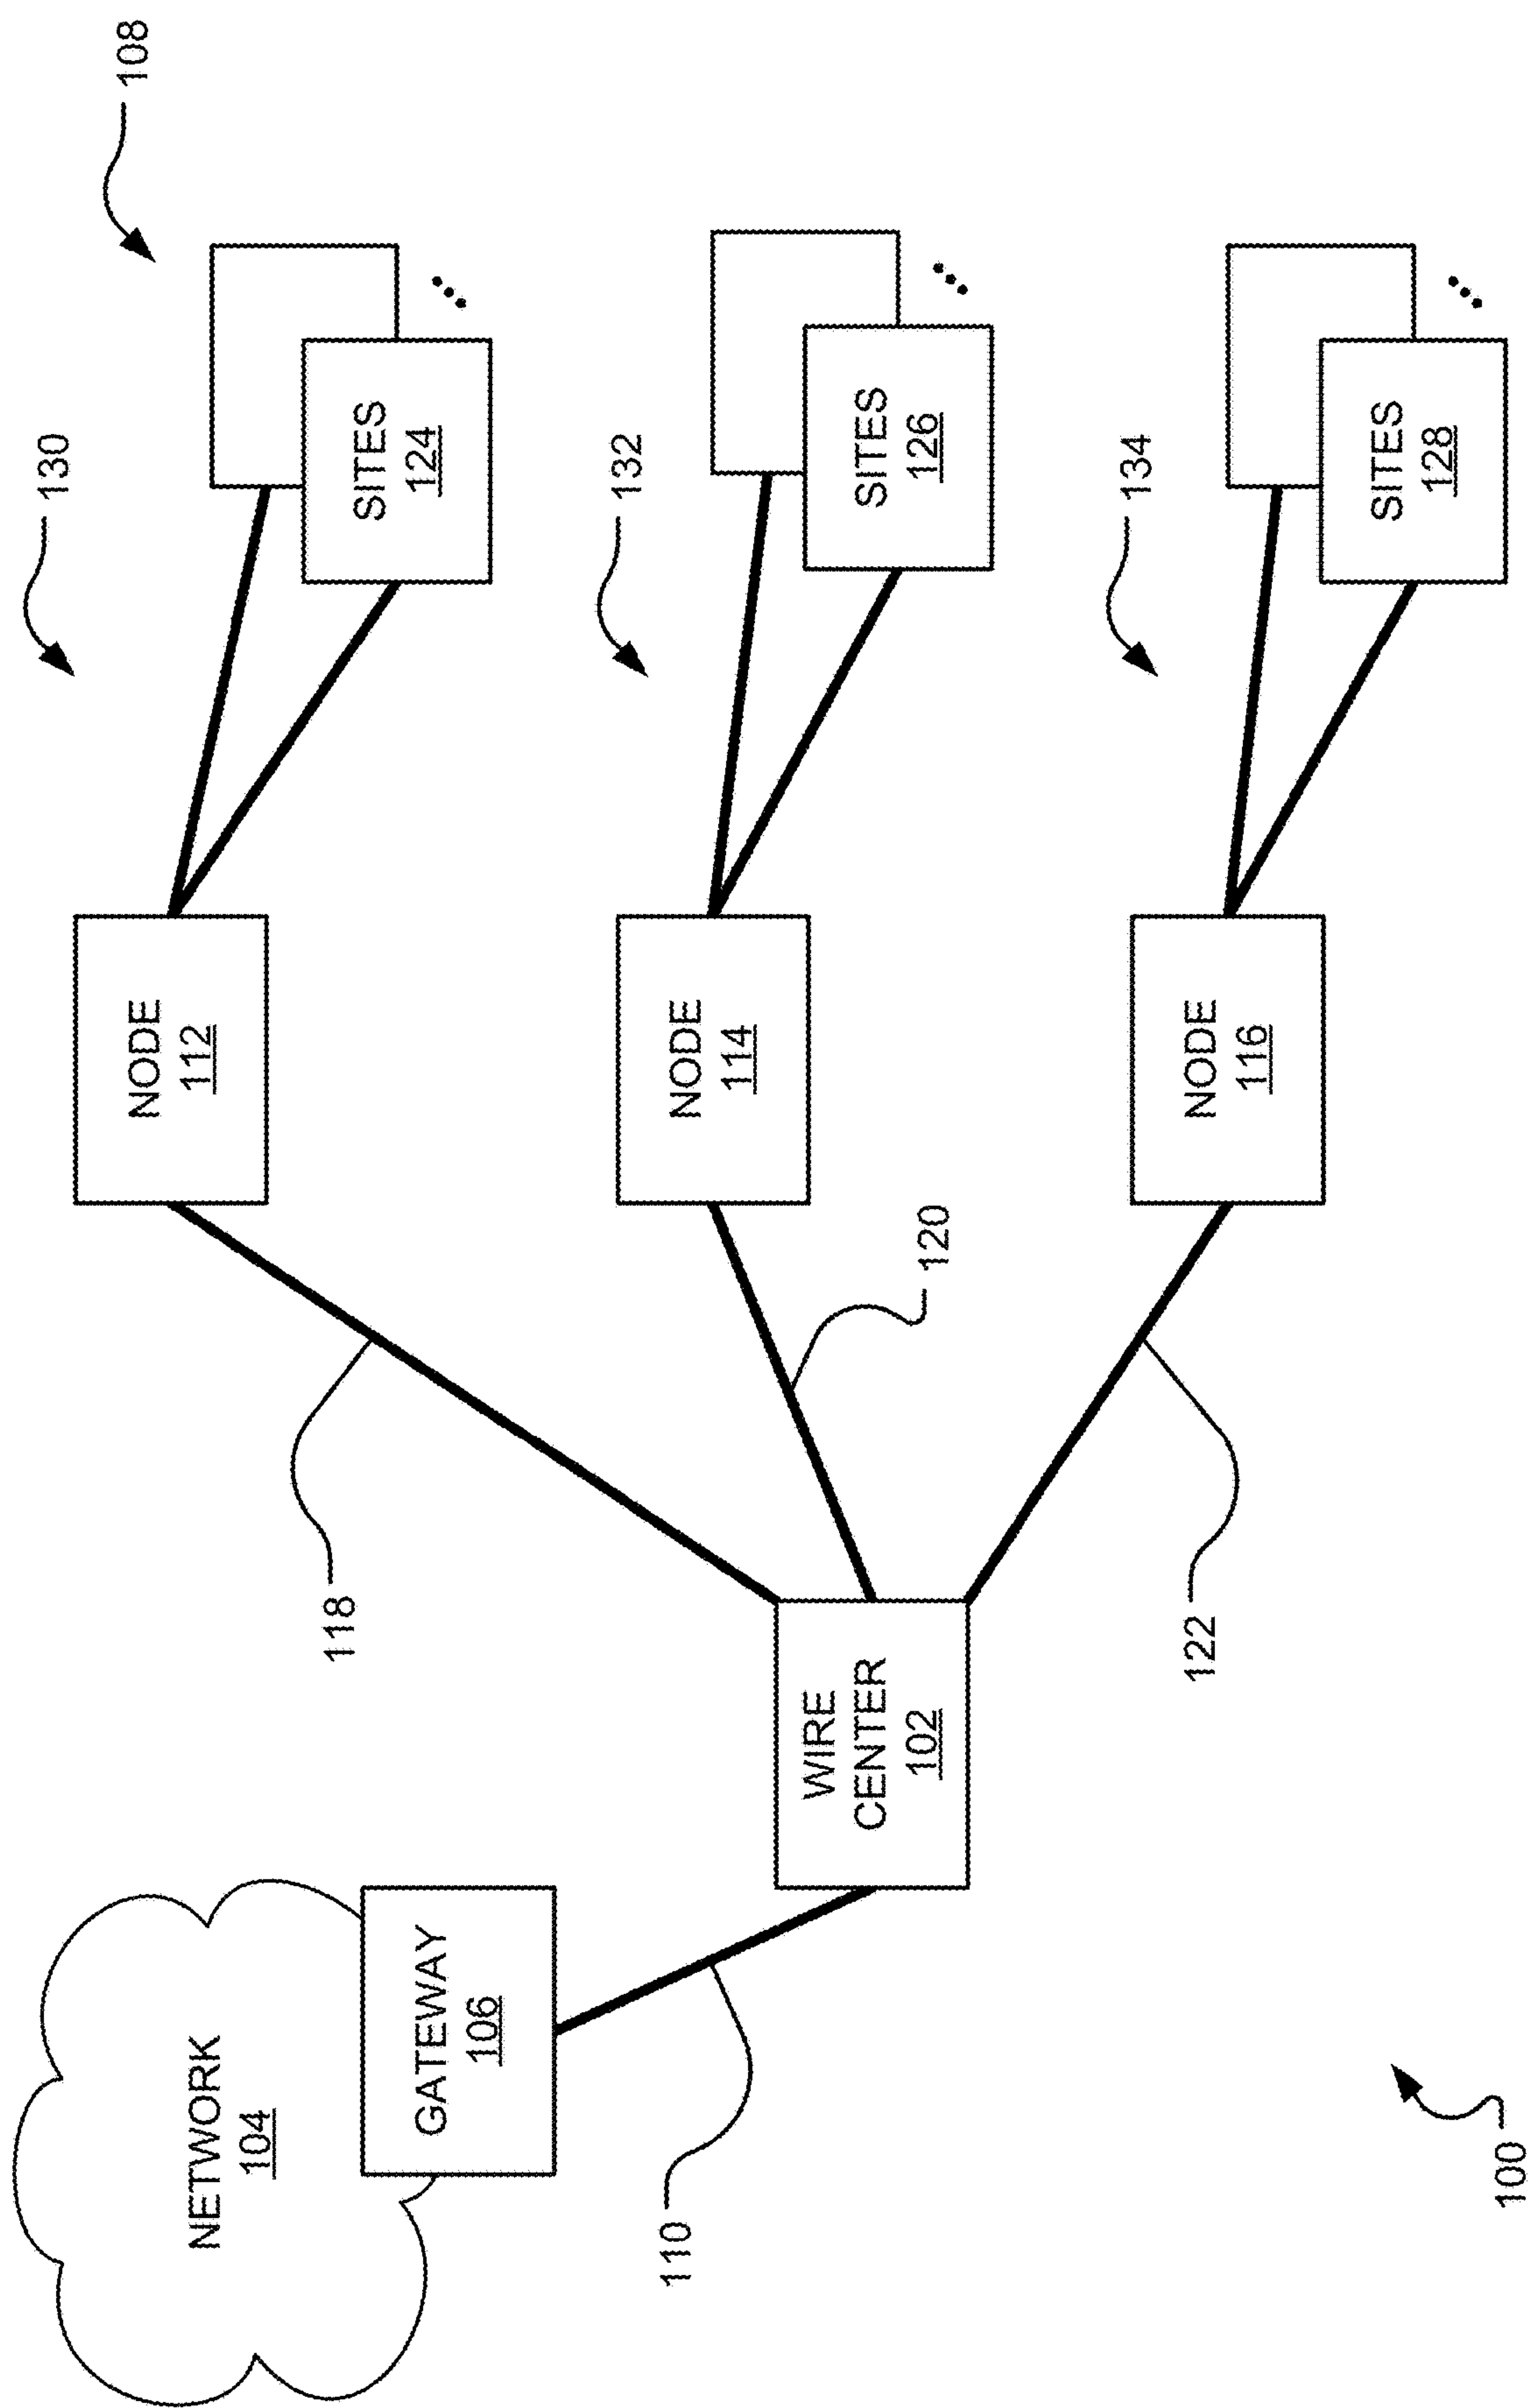 108
130
SITES
124
132
SITES
126
134
SITES
128
NODE
112
NODE
114
NODE
116
118
120
122
NETWORK
104
GATEWAY
106
WIRE
CENTER
102
110
100